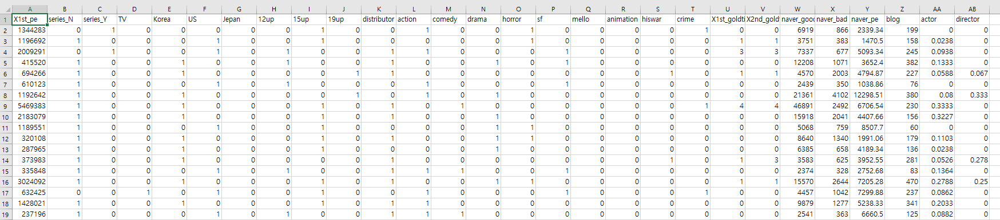 A B C D E F G H I J K L M N O P Q R S T U V W X Y Z AA AB
1 X1st_pe series_N series_Y TV Korea US Jepan 12up 15up 19up distributor action comedy drama horror sf mello animation hiswar crime X1st_goldti X2nd_gold naver_good naver_bad naver_pe blog actor director
2 1344283 0 1 0 0 0 0 0 1 0 0 1 0 0 1 0 0 0 0 1 0 0 6919 866 2339.34 199 0 0
3 1196692 1 0 0 0 1 0 0 1 0 0 0 0 0 1 0 0 0 0 0 1 1 3751 383 1470.5 158 0.0238 0
4 2009291 0 1 0 0 1 0 1 0 0 1 1 0 0 0 1 0 0 0 0 3 3 7337 677 5093.34 245 0.0938 0
5 415520 1 0 0 1 0 0 1 0 0 1 0 0 1 0 1 0 0 0 0 0 0 12208 1071 3652.4 382 0.1333 0
6 694266 1 0 0 1 0 0 0 0 1 1 0 0 0 0 0 0 0 1 0 1 1 4570 2003 4794.87 227 0.0588 0.067
7 610123 1 0 0 0 1 0 1 0 0 0 1 0 0 0 1 0 0 0 0 0 0 2439 350 1038.86 76 0 0
8 1192642 1 0 0 1 0 0 0 0 1 0 1 0 1 0 0 0 0 0 0 0 0 21361 4102 12298.51 380 0.08 0.333
9 5469383 1 0 0 1 0 0 0 1 0 1 0 1 0 0 0 0 0 0 1 4 4 46891 2492 6706.54 230 0.3333 0
10 2183079 1 0 0 1 0 0 0 1 0 1 0 0 1 0 0 0 0 0 0 0 0 15918 2041 4407.66 156 0.3227 0
11 1189551 1 0 0 0 1 0 0 1 0 0 0 0 1 1 0 0 0 0 0 0 0 5068 759 8507.7 60 0 0
12 320108 1 0 0 1 0 0 0 1 0 1 0 0 1 1 0 0 0 0 0 0 0 8640 1340 1991.06 179 0.1103 0
13 287965 1 0 0 1 0 0 0 1 0 0 0 0 1 0 0 0 0 0 0 0 0 6385 658 4189.34 136 0.0238 0
14 373983 1 0 0 1 0 0 0 1 0 1 0 0 0 0 0 0 0 1 0 1 3 3583 625 3952.55 281 0.0526 0.278
15 335848 1 0 0 0 1 0 1 0 0 1 1 1 0 0 1 0 0 0 0 0 0 2374 328 2752.68 83 0.1364 0
16 3024092 1 0 0 1 0 0 0 1 0 1 0 0 1 1 0 0 0 0 0 1 1 15570 2644 7205.28 470 0.2788 0.25
17 632425 0 0 1 0 1 0 0 1 0 0 1 0 0 0 1 0 0 0 1 0 0 4457 1042 7299.88 237 0.0862 0
18 1428021 1 0 0 1 0 0 0 1 0 1 1 0 0 0 0 0 0 0 0 0 0 9879 1277 5238.33 341 0.2033 0
19 237196 1 0 0 0 1 0 1 0 0 1 1 1 0 0 0 0 0 0 0 0 0 2541 363 6660.5 125 0.0882 0